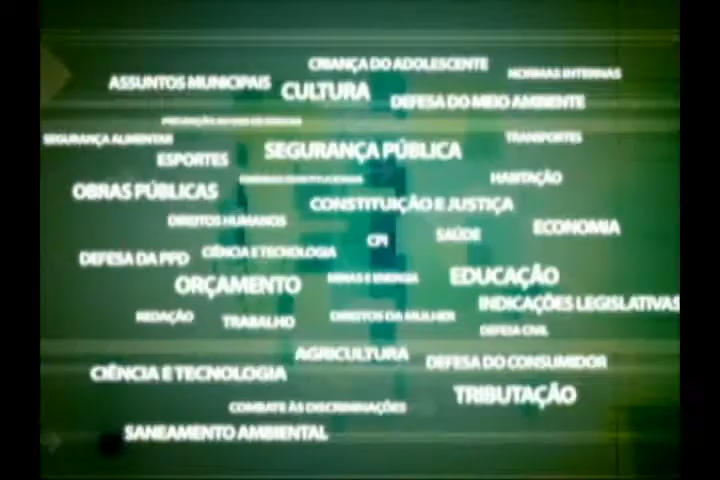 CRIANÇA DO ADOLESCENTE
NORMAS INTERNAS
ASSUNTOS MUNICIPAIS
CULTURA
DEFESA DO MEIO AMBIENTE
SEGURANÇA ALIMENTAR
TRANSPORTES
SEGURANÇA PÚBLICA
ESPORTES
HABITAÇÃO
OBRAS PÚBLICAS
CONSTITUIÇÃO E JUSTIÇA
DIREITOS HUMANOS
ECONOMIA
SAÚDE
CPI
CIÊNCIA E TECNOLOGIA
DEFESA DA PPD
EDUCAÇÃO
MINAS E ENERGIA
ORÇAMENTO
INDICAÇÕES LEGISLATIVAS
REDAÇÃO
DIREITOS DA MULHER
TRABALHO
DEFESA CIVIL
AGRICULTURA
DEFESA DO CONSUMIDOR
CIÊNCIA E TECNOLOGIA
TRIBUTAÇÃO
COMBATE ÀS DISCRIMINAÇÕES
SANEAMENTO AMBIENTAL